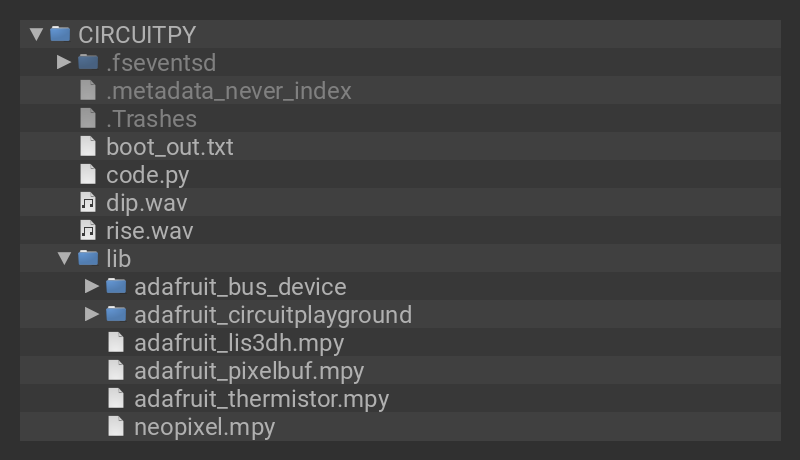 CIRCUITPY
.fseventsd
.metadata_never_index
.Trashes
boot_out.txt
code.py
dip.wav
rise.wav
lib
adafruit_bus_device
adafruit_circuitplayground
adafruit_lis3dh.mpy
adafruit_pixelbuf.mpy
adafruit_thermistor.mpy
neopixel.mpy